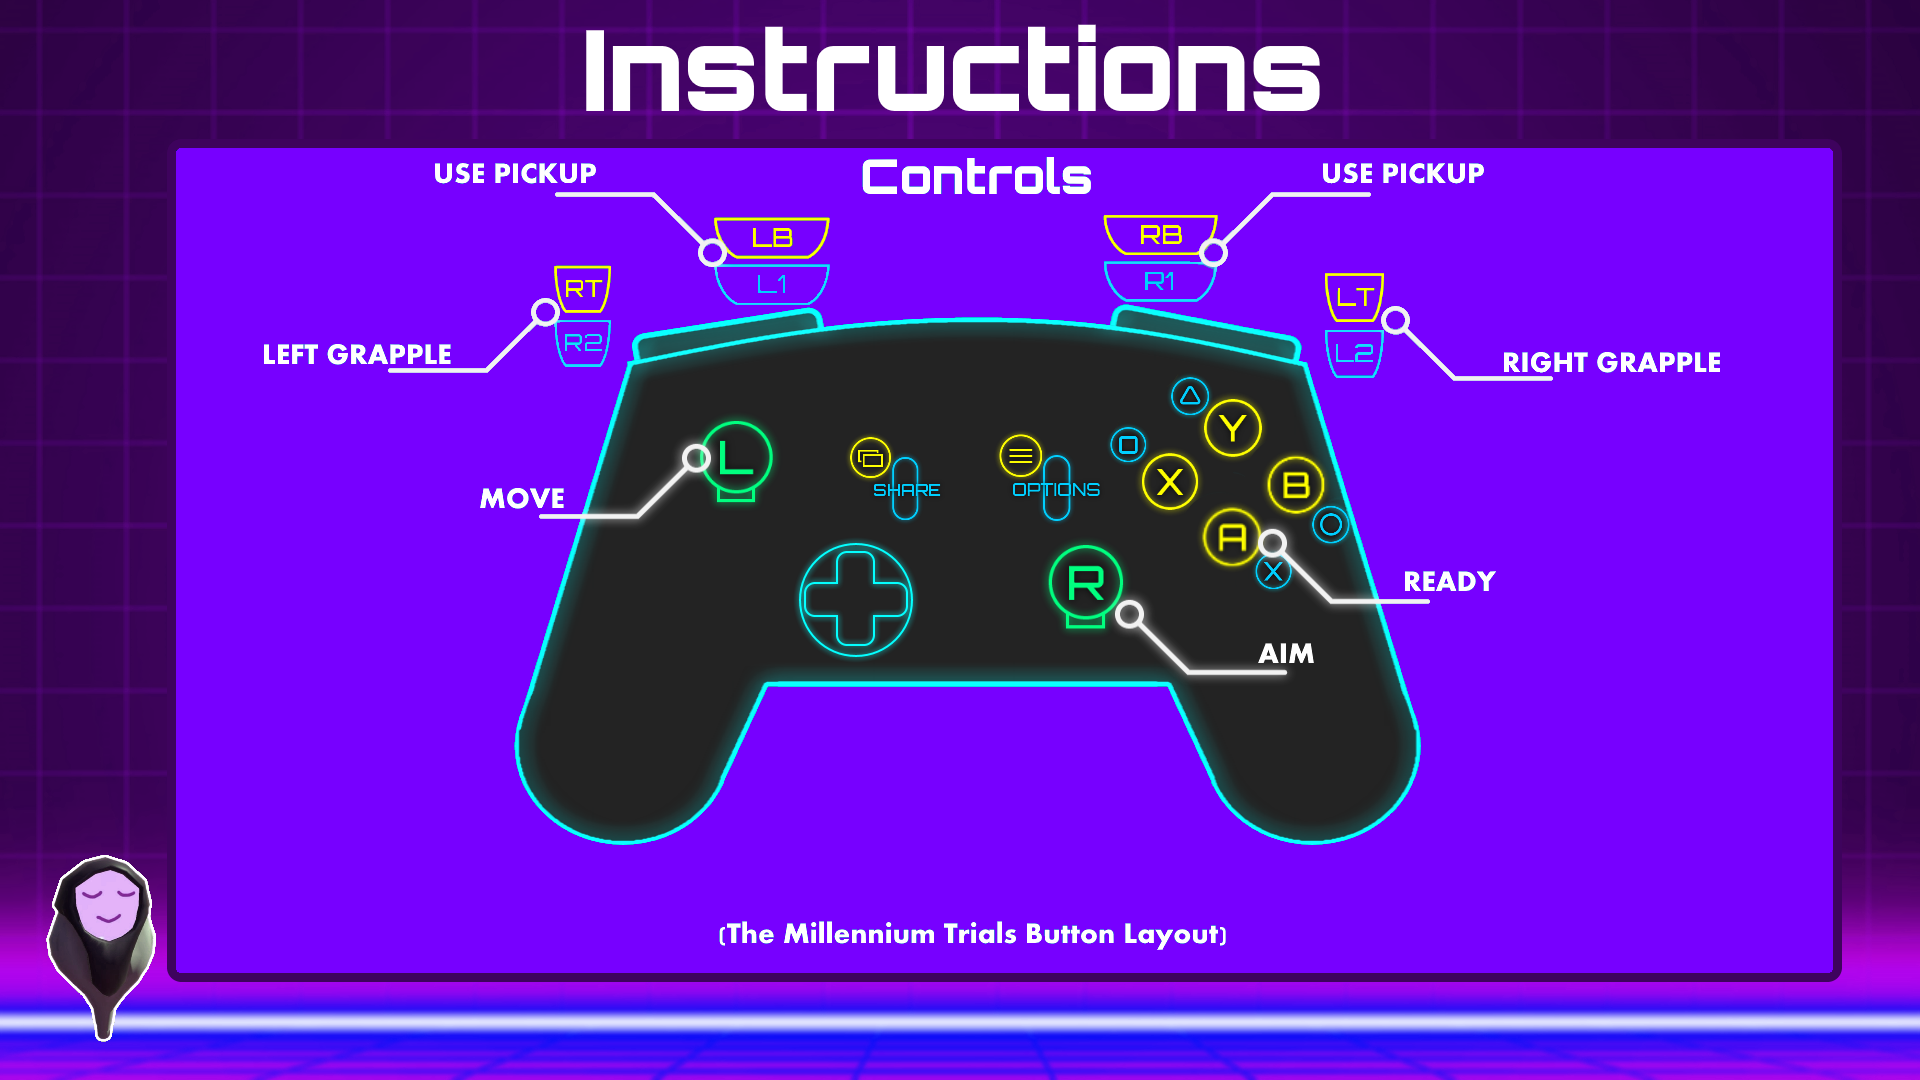 Instructions
Controls
USE PICKUP
USE PICKUP
LB
L1
RB
R1
RT
R2
LT
L2
LEFT GRAPPLE
RIGHT GRAPPLE
L
MOVE
SHARE
OPTIONS
Y
X
B
A
X
R
READY
AIM
(The Millennium Trials Button Layout)